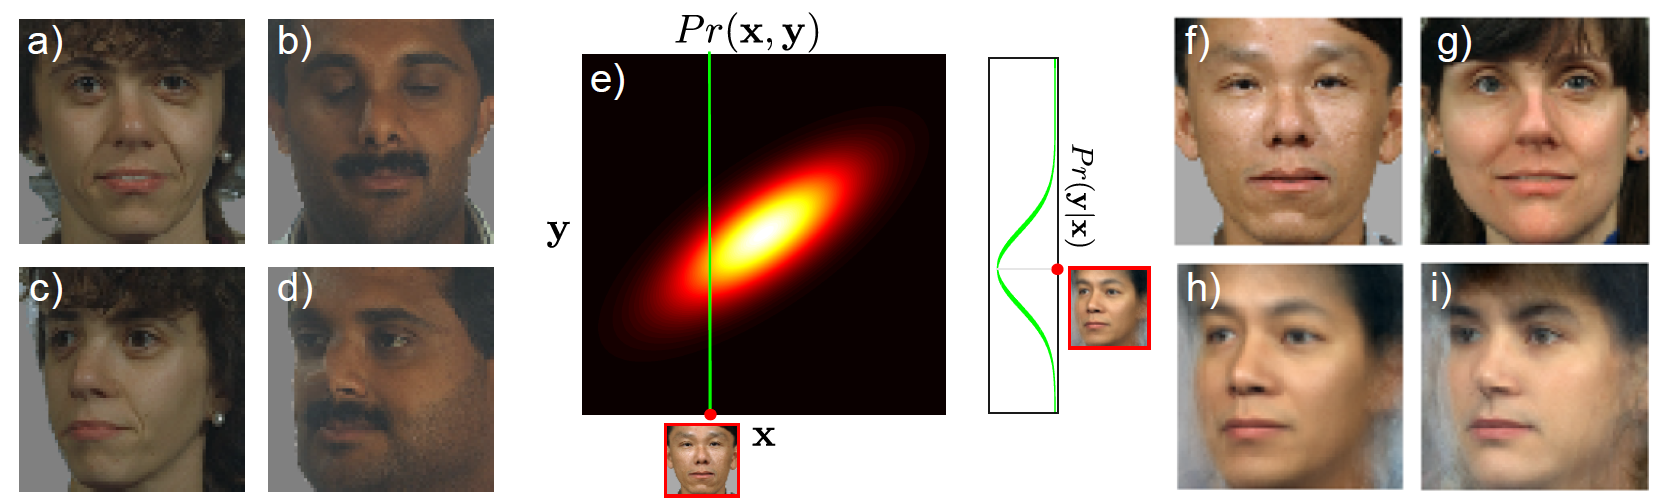 a)
b)
c)
d)
Pr(x, y)
e)
y
x
Pr(y|x)
f)
g)
h)
i)